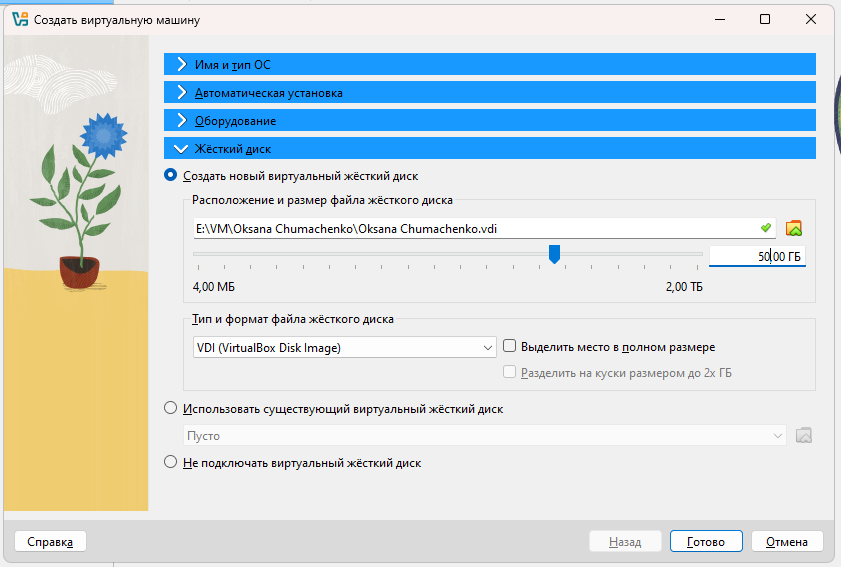 Создать виртуальную машину
Имя и тип ОС
Автоматическая установка
Оборудование
Жёсткий диск
Создать новый виртуальный жёсткий диск
Расположение и размер файла жёсткого диска
E:\VM\Oksana Chumachenko\Oksana Chumachenko.vdi
50,00 ГБ
4,00 МБ 2,00 ТБ
Тип и формат файла жёсткого диска
VDI (VirtualBox Disk Image) Выделить место в полном размере
Разделить на куски размером до 2х ГБ
Использовать существующий виртуальный жёсткий диск
Пусто
Не подключать виртуальный жёсткий диск
Справка Назад Готово Отмена